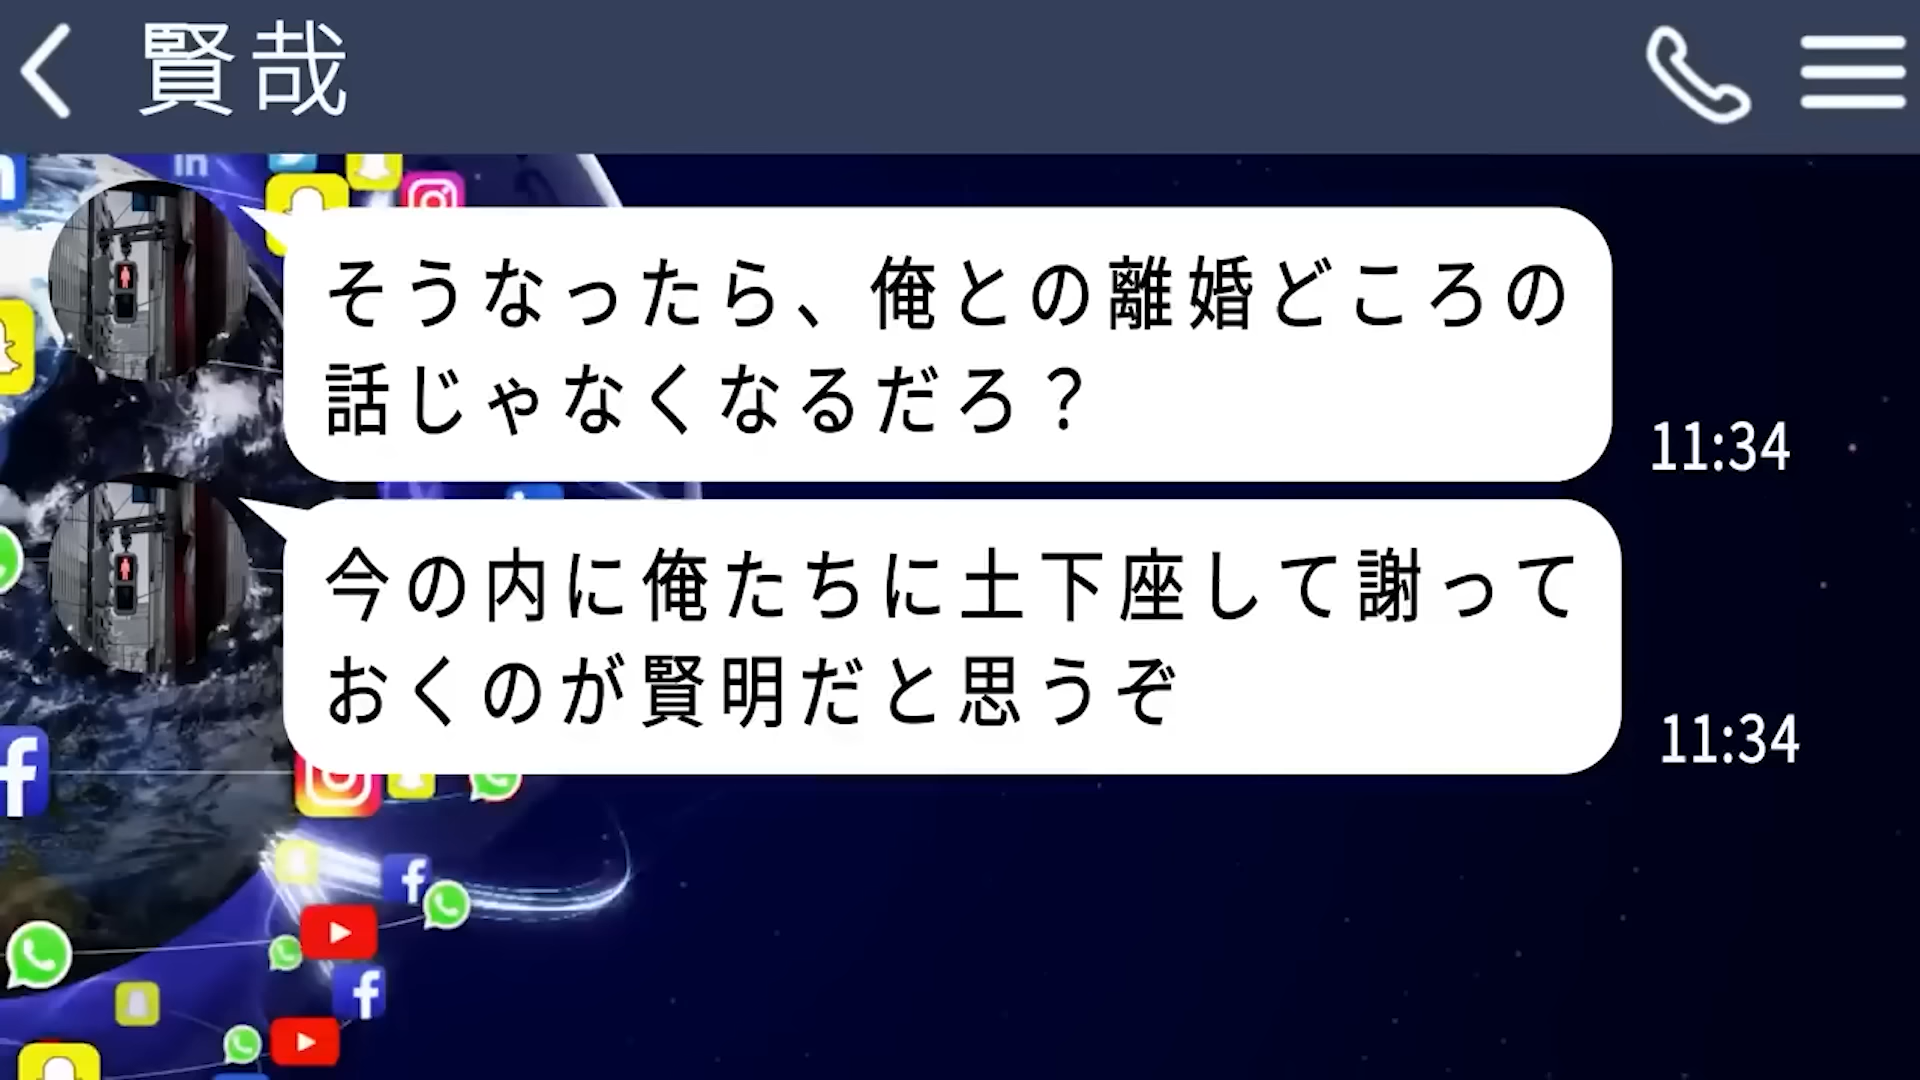 賢哉
そうなったら、俺との離婚どころの
話じゃなくなるだろ？
11:34
今の内に俺たちに土下座して謝って
おくのが賢明だと思うぞ
11:34